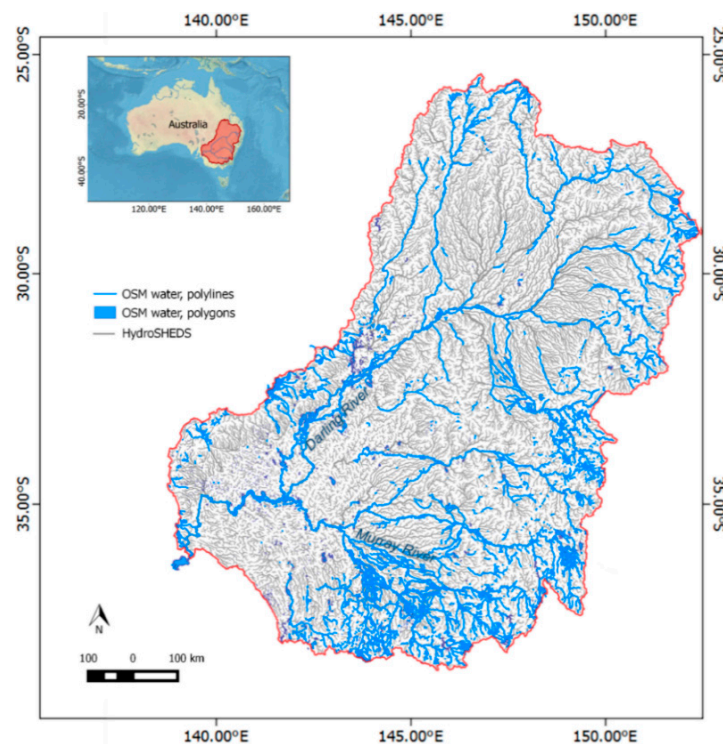 140.00°E 145.00°E 150.00°E
25.00°S
25.00°S
20.00°S
Australia
40.00°S
120.00°E 140.00°E 160.00°E
30.00°S
30.00°S
OSM water, polylines
OSM water, polygons
HydroSHEDS
Darling River
35.00°S
35.00°S
Murray River
N
100 0 100 km
140.00°E 145.00°E 150.00°E